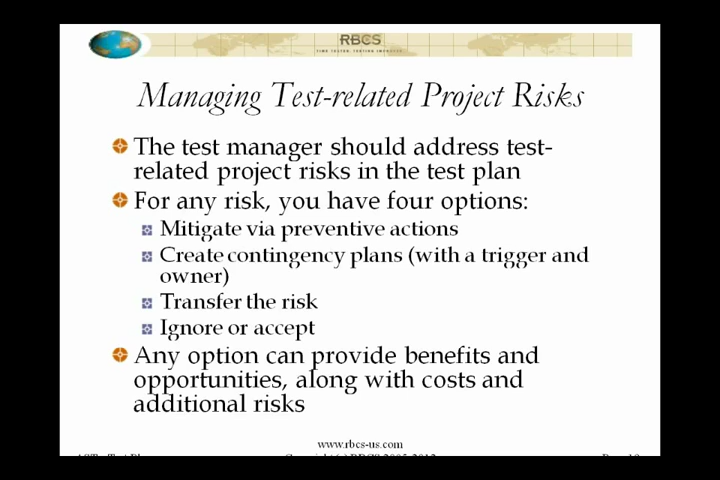 RBCS
Managing Test-related Project Risks
The test manager should address test-
related project risks in the test plan
For any risk, you have four options:
Mitigate via preventive actions
Create contingency plans (with a trigger and
owner)
Transfer the risk
Ignore or accept
Any option can provide benefits and
opportunities, along with costs and
additional risks
www.rbcs-us.com